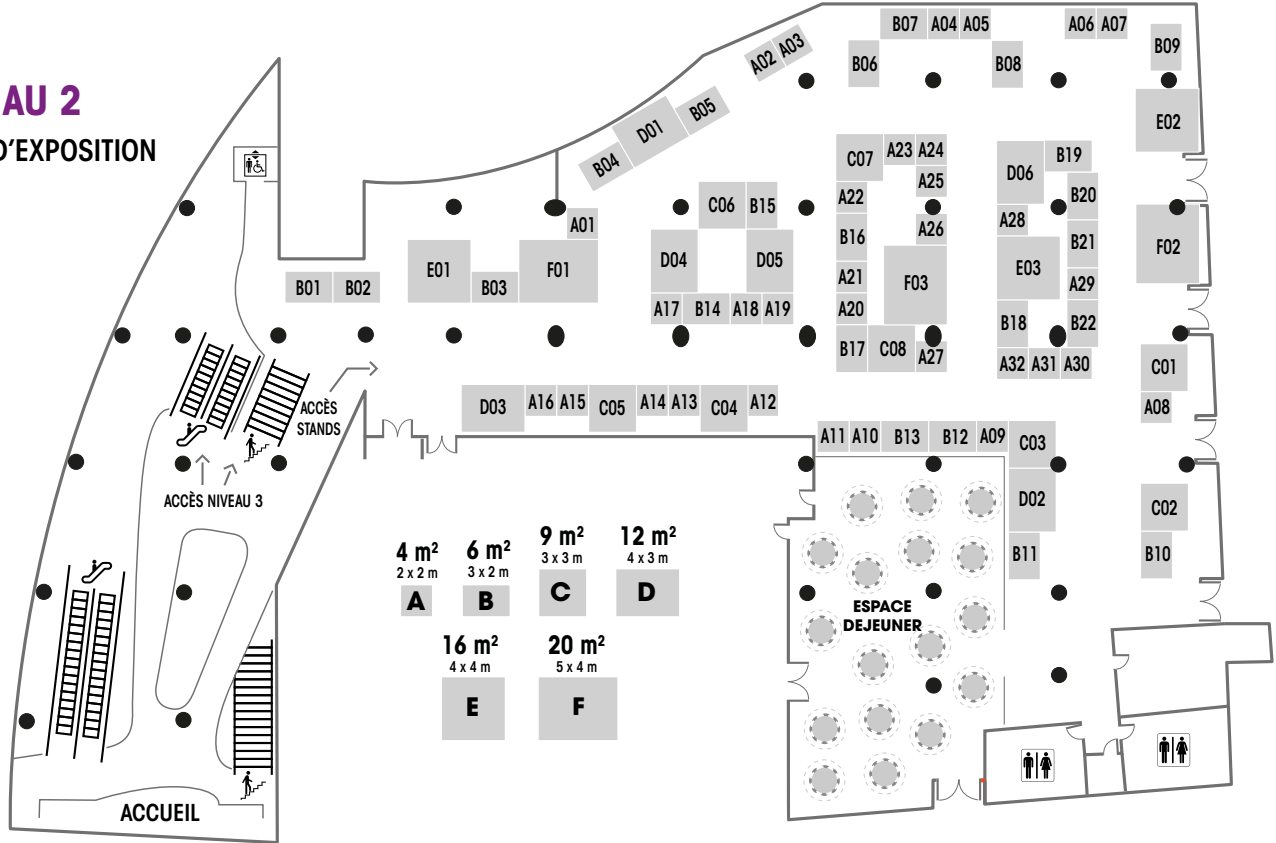 AU 2
D'EXPOSITION
B07 A04 A05
A06 A07
A02 A03
B06
B08
B09
D01 B05
B04
E02
C07 A23 A24
A25
A22
D06 B19
B20
C06 B15
A01
A28
A26
B16
B21
F02
E01
B03
F01
D04
D05
E03
F03
A21
A29
B01 B02
A17 B14 A18 A19
A20
B18
B22
B17 C08 A27
A32 A31 A30
C01
A08
ACCÈS
STANDS
D03 A16 A15 C05 A14 A13 C04 A12
A11 A10 B13 B12 A09 C03
D02
B11
C02
B10
ACCÈS NIVEAU 3
4 m²
2 x 2 m
A
6 m²
3 x 2 m
B
9 m²
3 x 3 m
C
12 m²
4 x 3 m
D
16 m²
4 x 4 m
E
20 m²
5 x 4 m
F
ESPACE
DEJEUNER
ACCUEIL